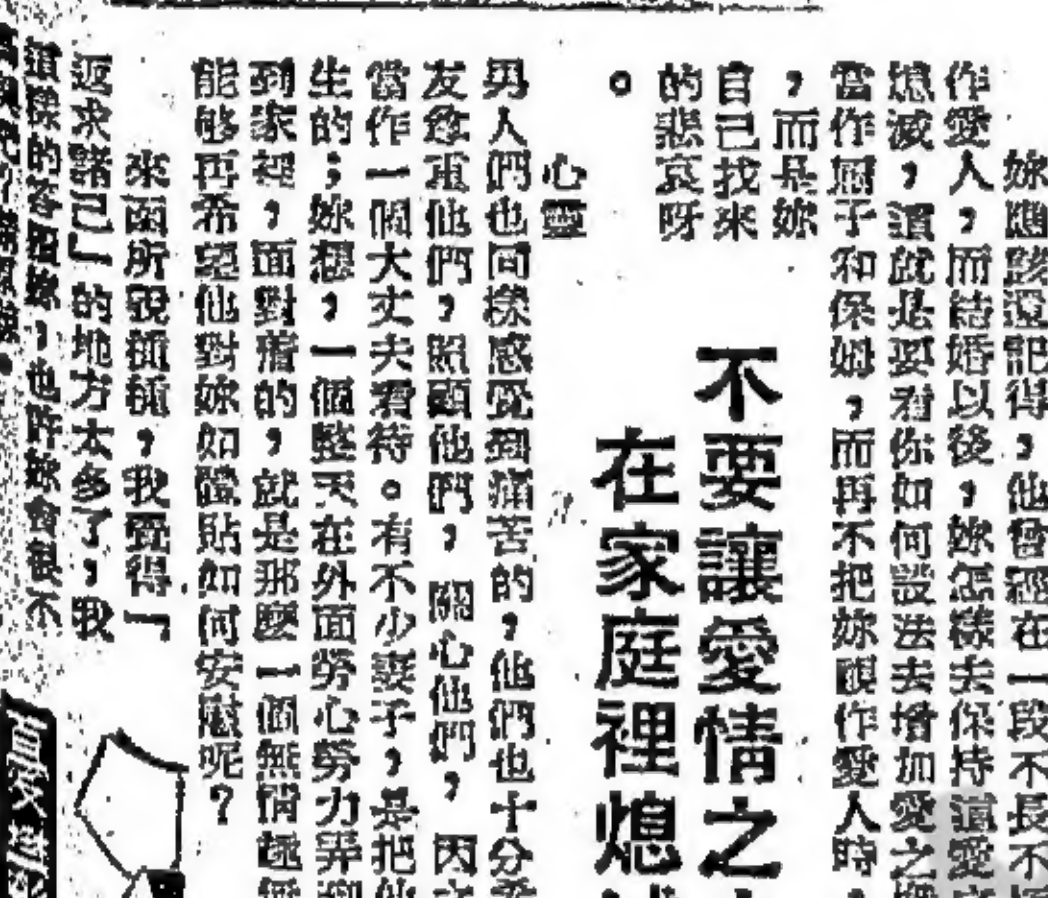 妳應該還記得，他曾經在一段不長不
作愛人，而結婚以後，妳怎樣去保持這愛
熄滅，這就是要看你如何設法去增加愛之
當作廚子和保姆，而再不把妳視作愛人時
，而是妳
自己找來
的悲哀呀
。
不要讓愛情之
在家庭裡熄
心靈
男人們也同樣感受到痛苦的，他們也十分
友敬重他們，照顧他們，關心他們，因
當作一個大丈夫看待。有不少妻子，是把他
生的；妳想，一個整天在外面勞心勞力弄
到家裡，面對着的，就是那麼一個無情趣
能够再希望他對妳如體貼如何安慰呢？
來函所說種種，我覺得「
返求諸己」的地方太多了，我
這樣的答覆妳，也許妳會很不